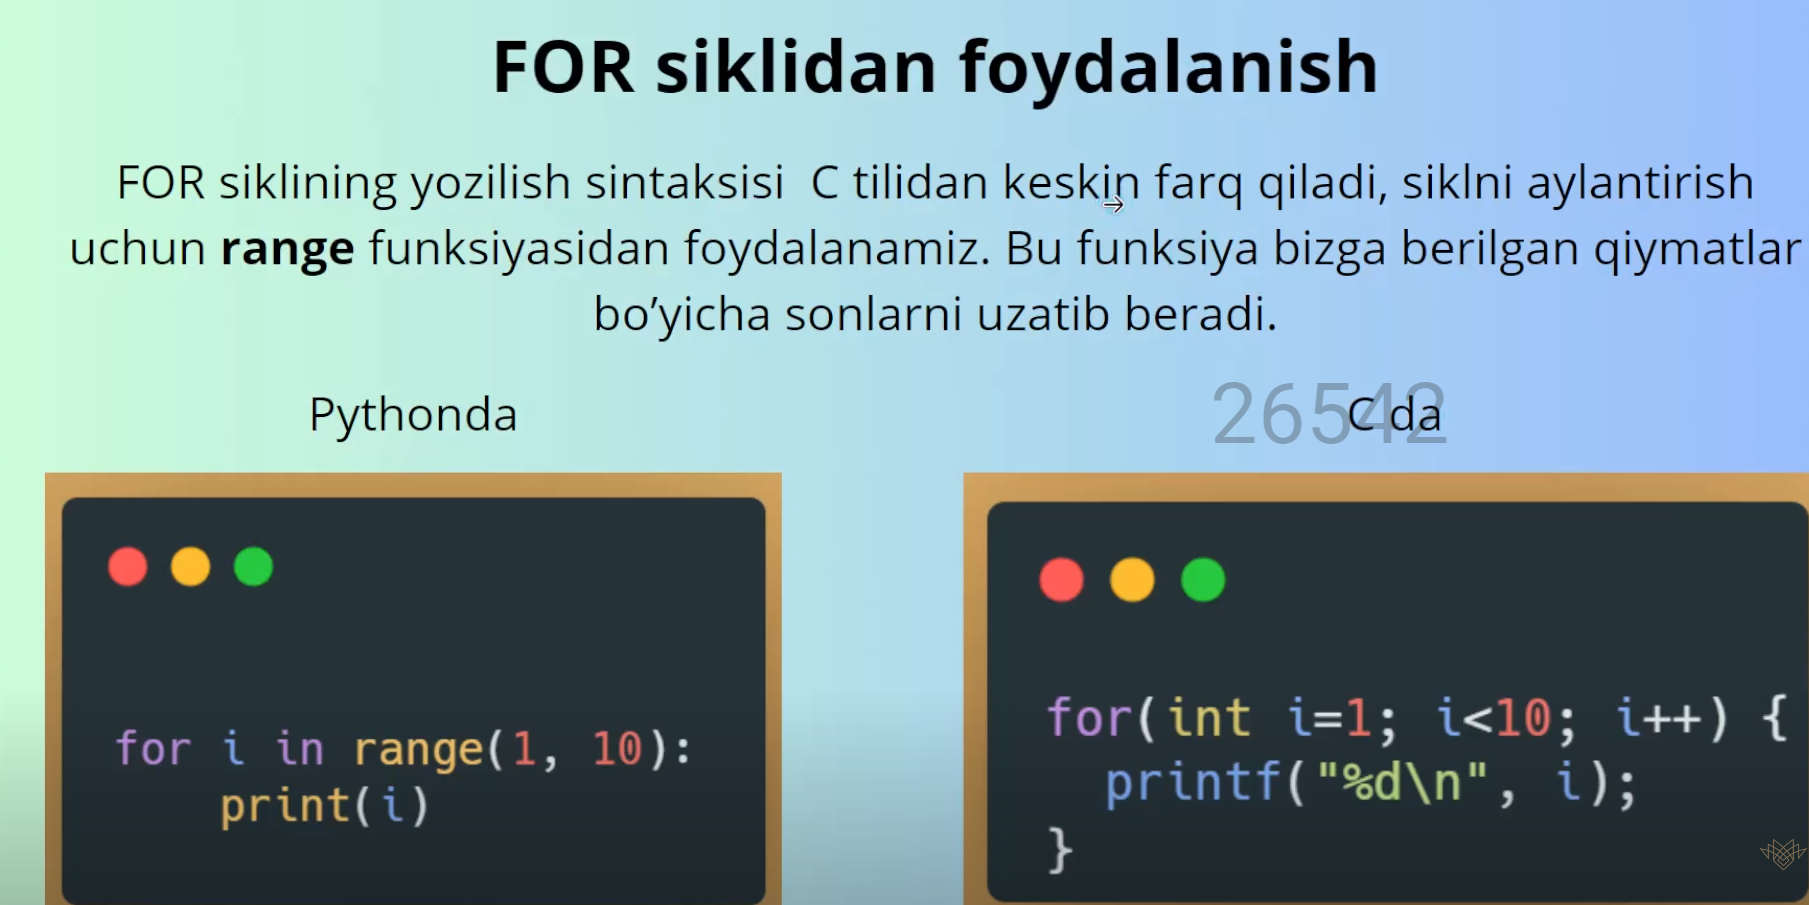 FOR siklidan foydalanish
FOR siklining yozilish sintaksisi C tilidan keskin farq qiladi, siklni aylantirish
uchun range funksiyasidan foydalanamiz. Bu funksiya bizga berilgan qiymatlar
bo’yicha sonlarni uzatib beradi.
Pythonda
for i in range(1, 10):
    print(i)
26542
C da
for(int i=1; i<10; i++) {
  printf("%d\n", i);
}